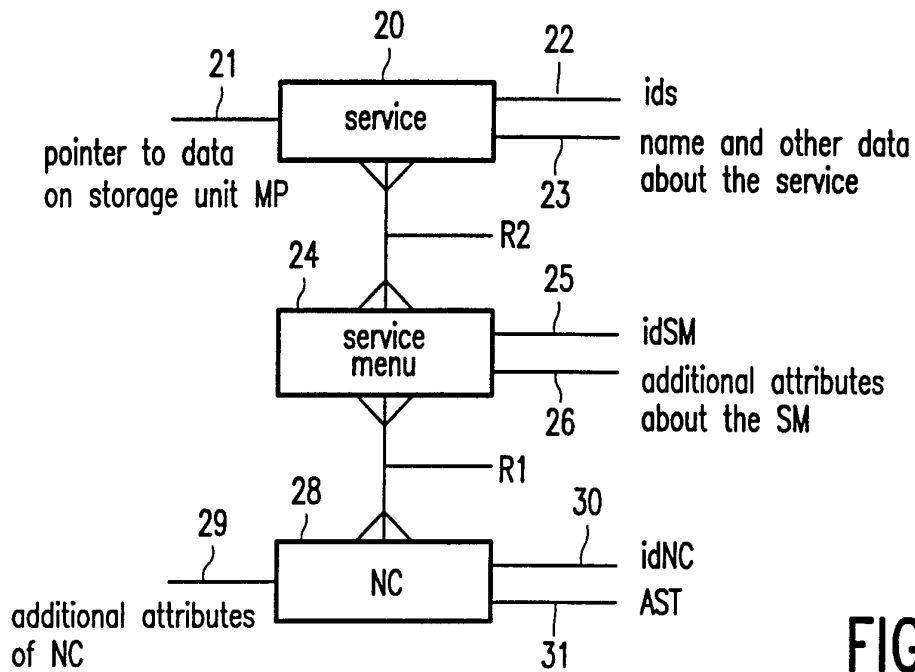 20
21
22
service
ids
pointer to data
on storage unit MP
name and other data
about the service
23
R2
24
25
service
menu
idSM
additional attributes
about the SM
26
R1
28
29
30
NC
idNC
AST
additional attributes
of NC
31
FIG